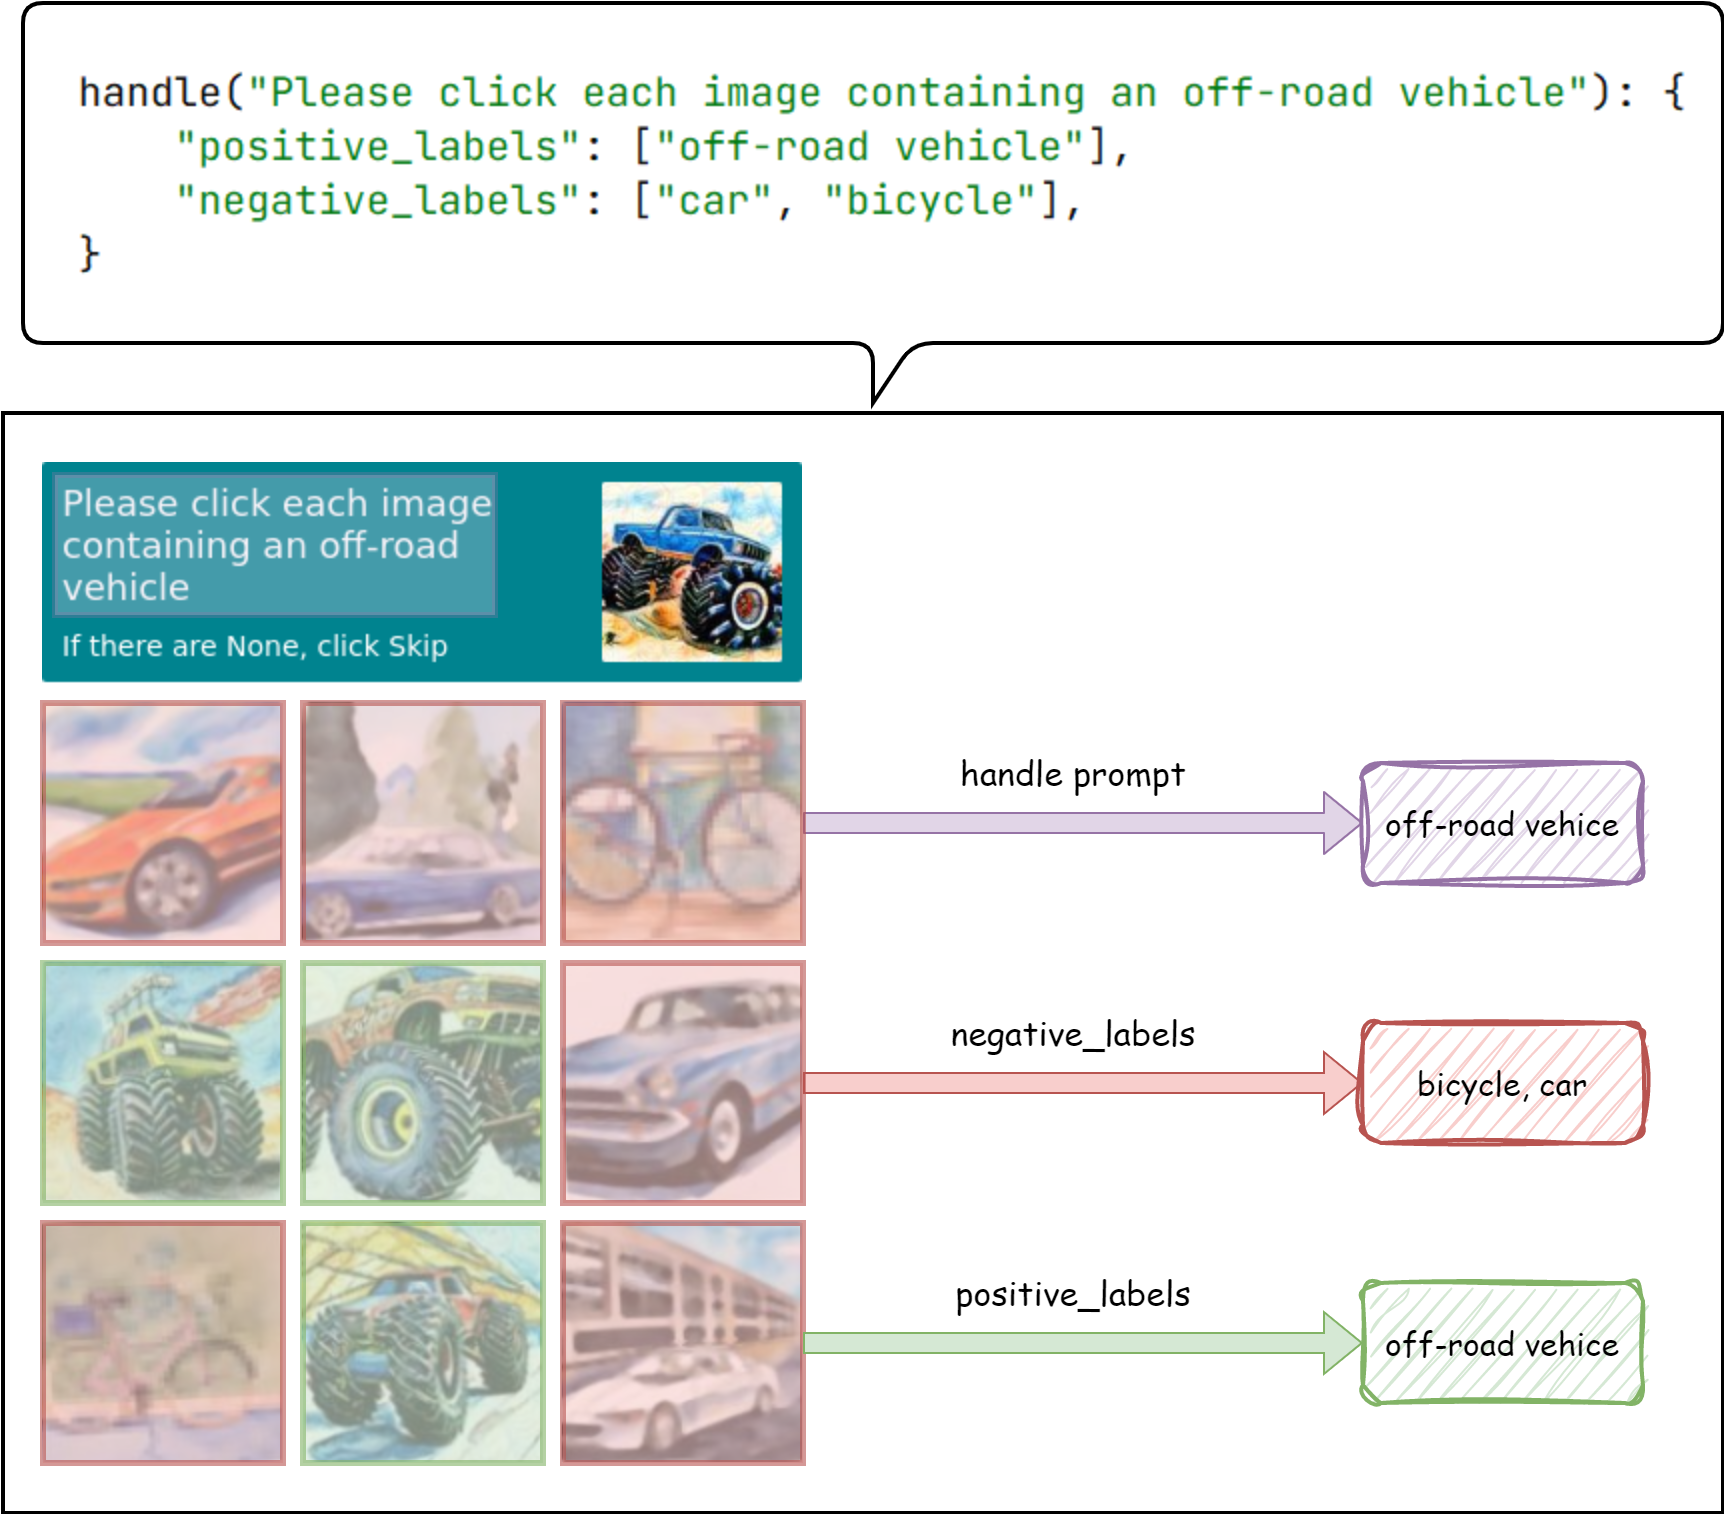 handle("Please click each image containing an off-road vehicle"): {
"positive_labels": ["off-road vehicle"],
"negative_labels": ["car", "bicycle"],
}
Please click each image
containing an off-road
vehicle
If there are None, click Skip
handle prompt
off-road vehice
negative_labels
bicycle, car
positive_labels
off-road vehice